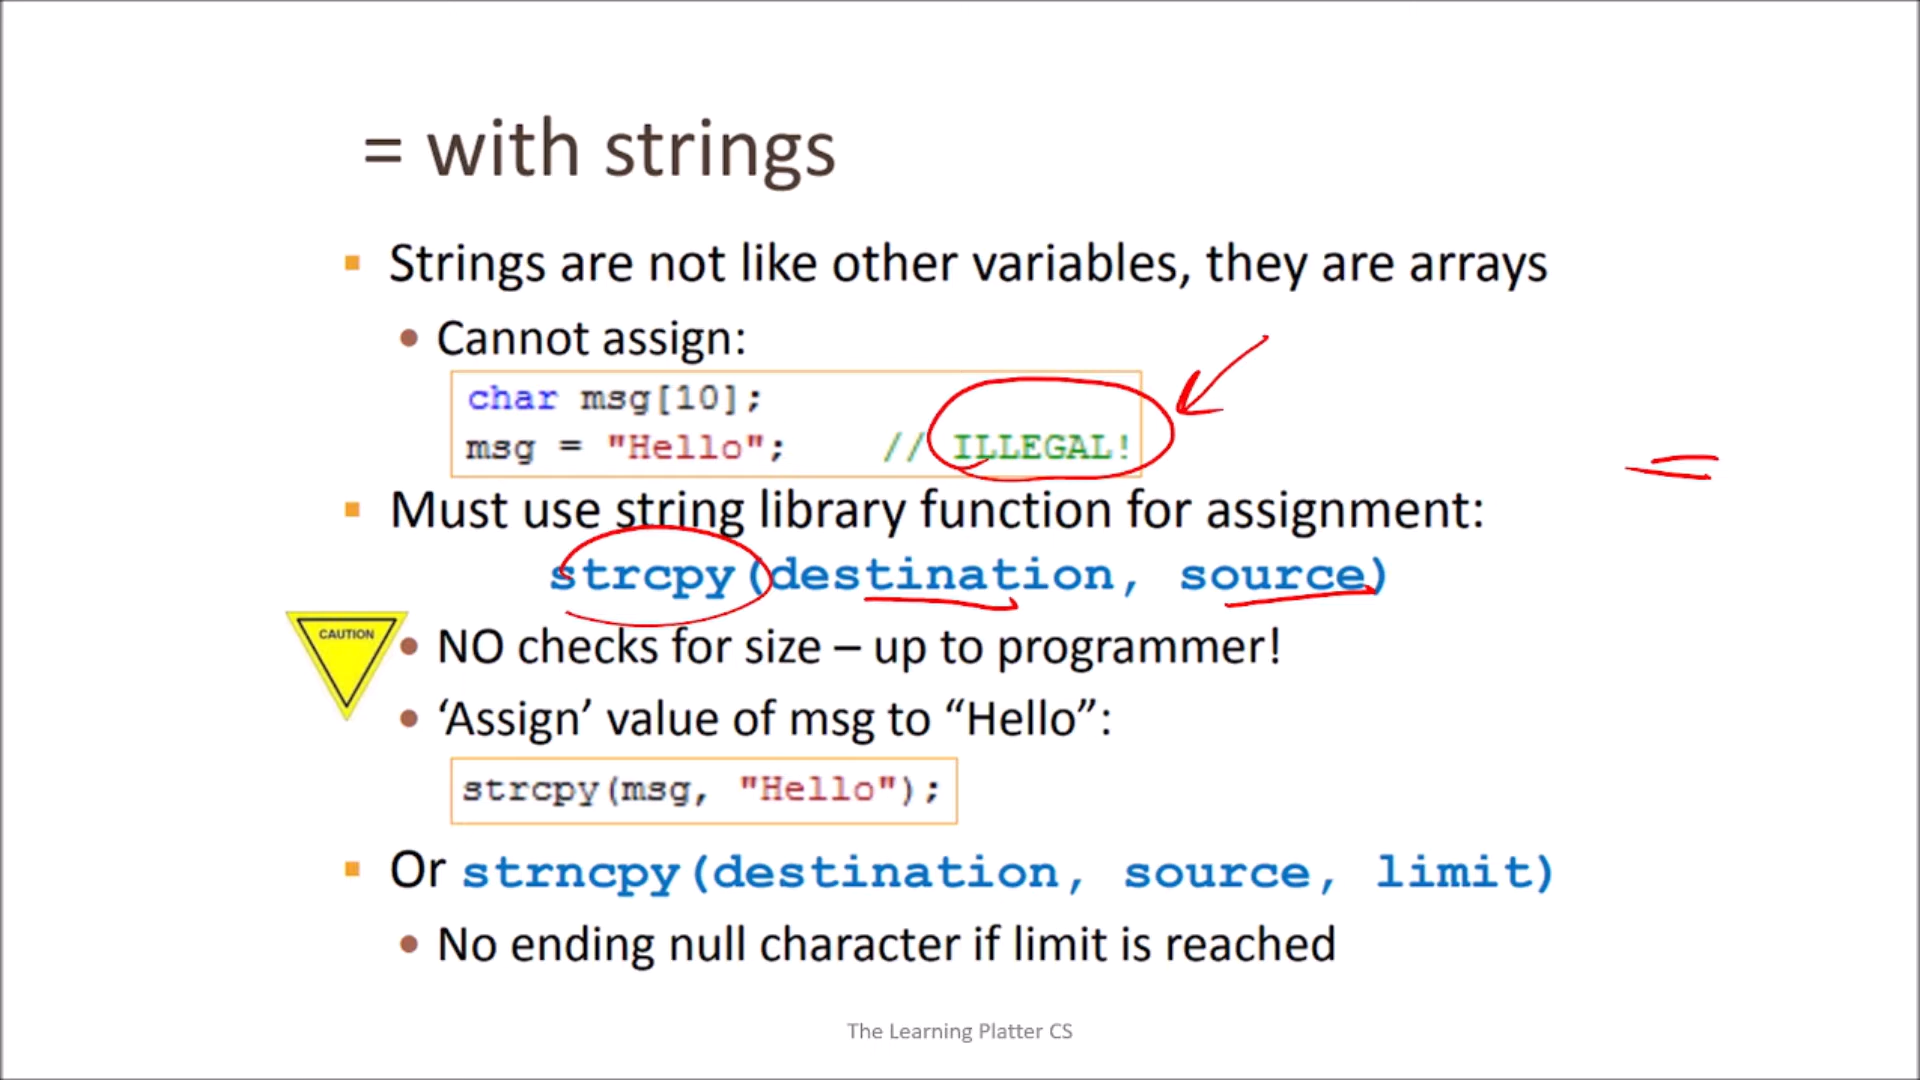 = with strings
Strings are not like other variables, they are arrays
Cannot assign:
char msg[10];
msg = "Hello";    // ILLEGAL!
Must use string library function for assignment:
strcpy(destination, source)
CAUTION
NO checks for size – up to programmer!
‘Assign’ value of msg to “Hello”:
strcpy(msg, "Hello");
Or strncpy(destination, source, limit)
No ending null character if limit is reached
The Learning Platter CS